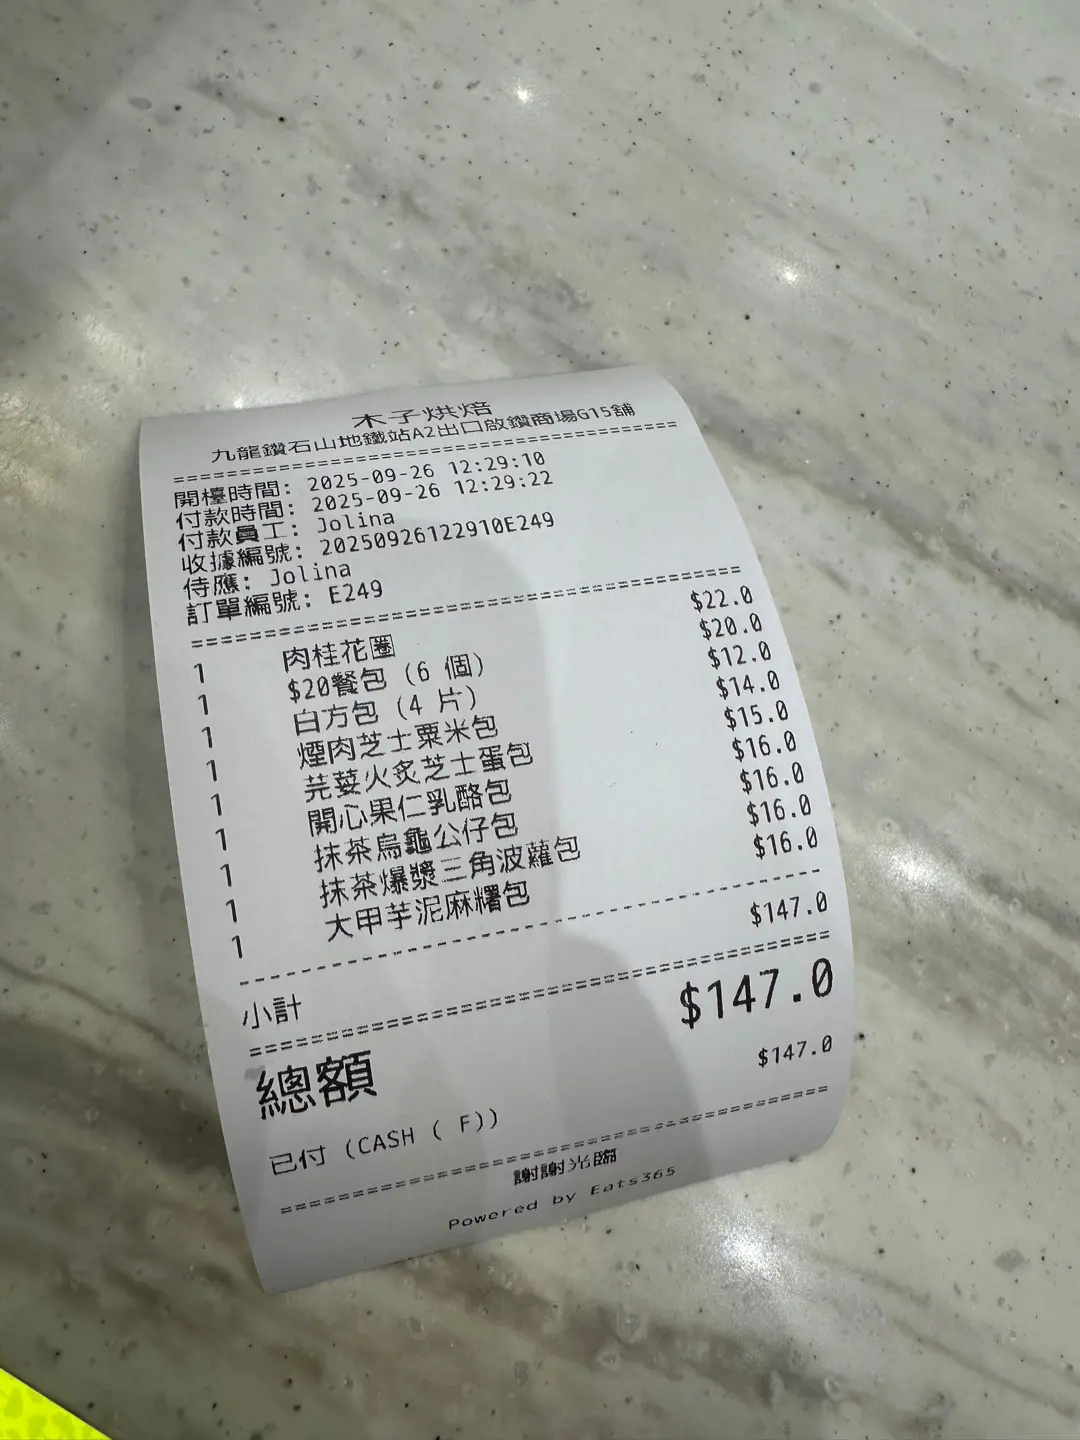 木子烘焙
九龍鑽石山地鐵站A2出口啟鑽商場G15舖
開檯時間: 2025-09-26 12:29:10
付款時間: 2025-09-26 12:29:22
付款員工: Jolina
收據編號: 20250926122910E249
侍應: Jolina
訂單編號: E249
1 肉桂花圈 $22.0
1 $20餐包 (6 個) $20.0
1 白方包 (4 片) $12.0
1 煙肉芝士粟米包 $14.0
1 芫荽火炙芝士蛋包 $15.0
1 開心果仁乳酪包 $16.0
1 抹茶烏龜公仔包 $16.0
1 抹茶爆漿三角波蘿包 $16.0
1 大甲芋泥麻糬包 $16.0
小計 $147.0
總額 $147.0
已付 (CASH ( F)) $147.0
謝謝光臨
Powered by Eats365